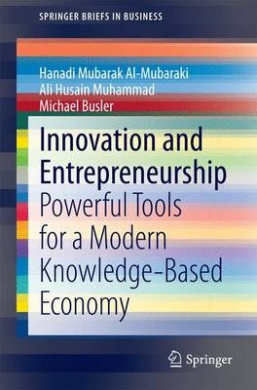 SPRINGER BRIEFS IN BUSINESS
Hanadi Mubarak Al-Mubaraki
Ali Husain Muhammad
Michael Busler
Innovation and
Entrepreneurship
Powerful Tools
for a Modern
Knowledge-Based
Economy
Springer